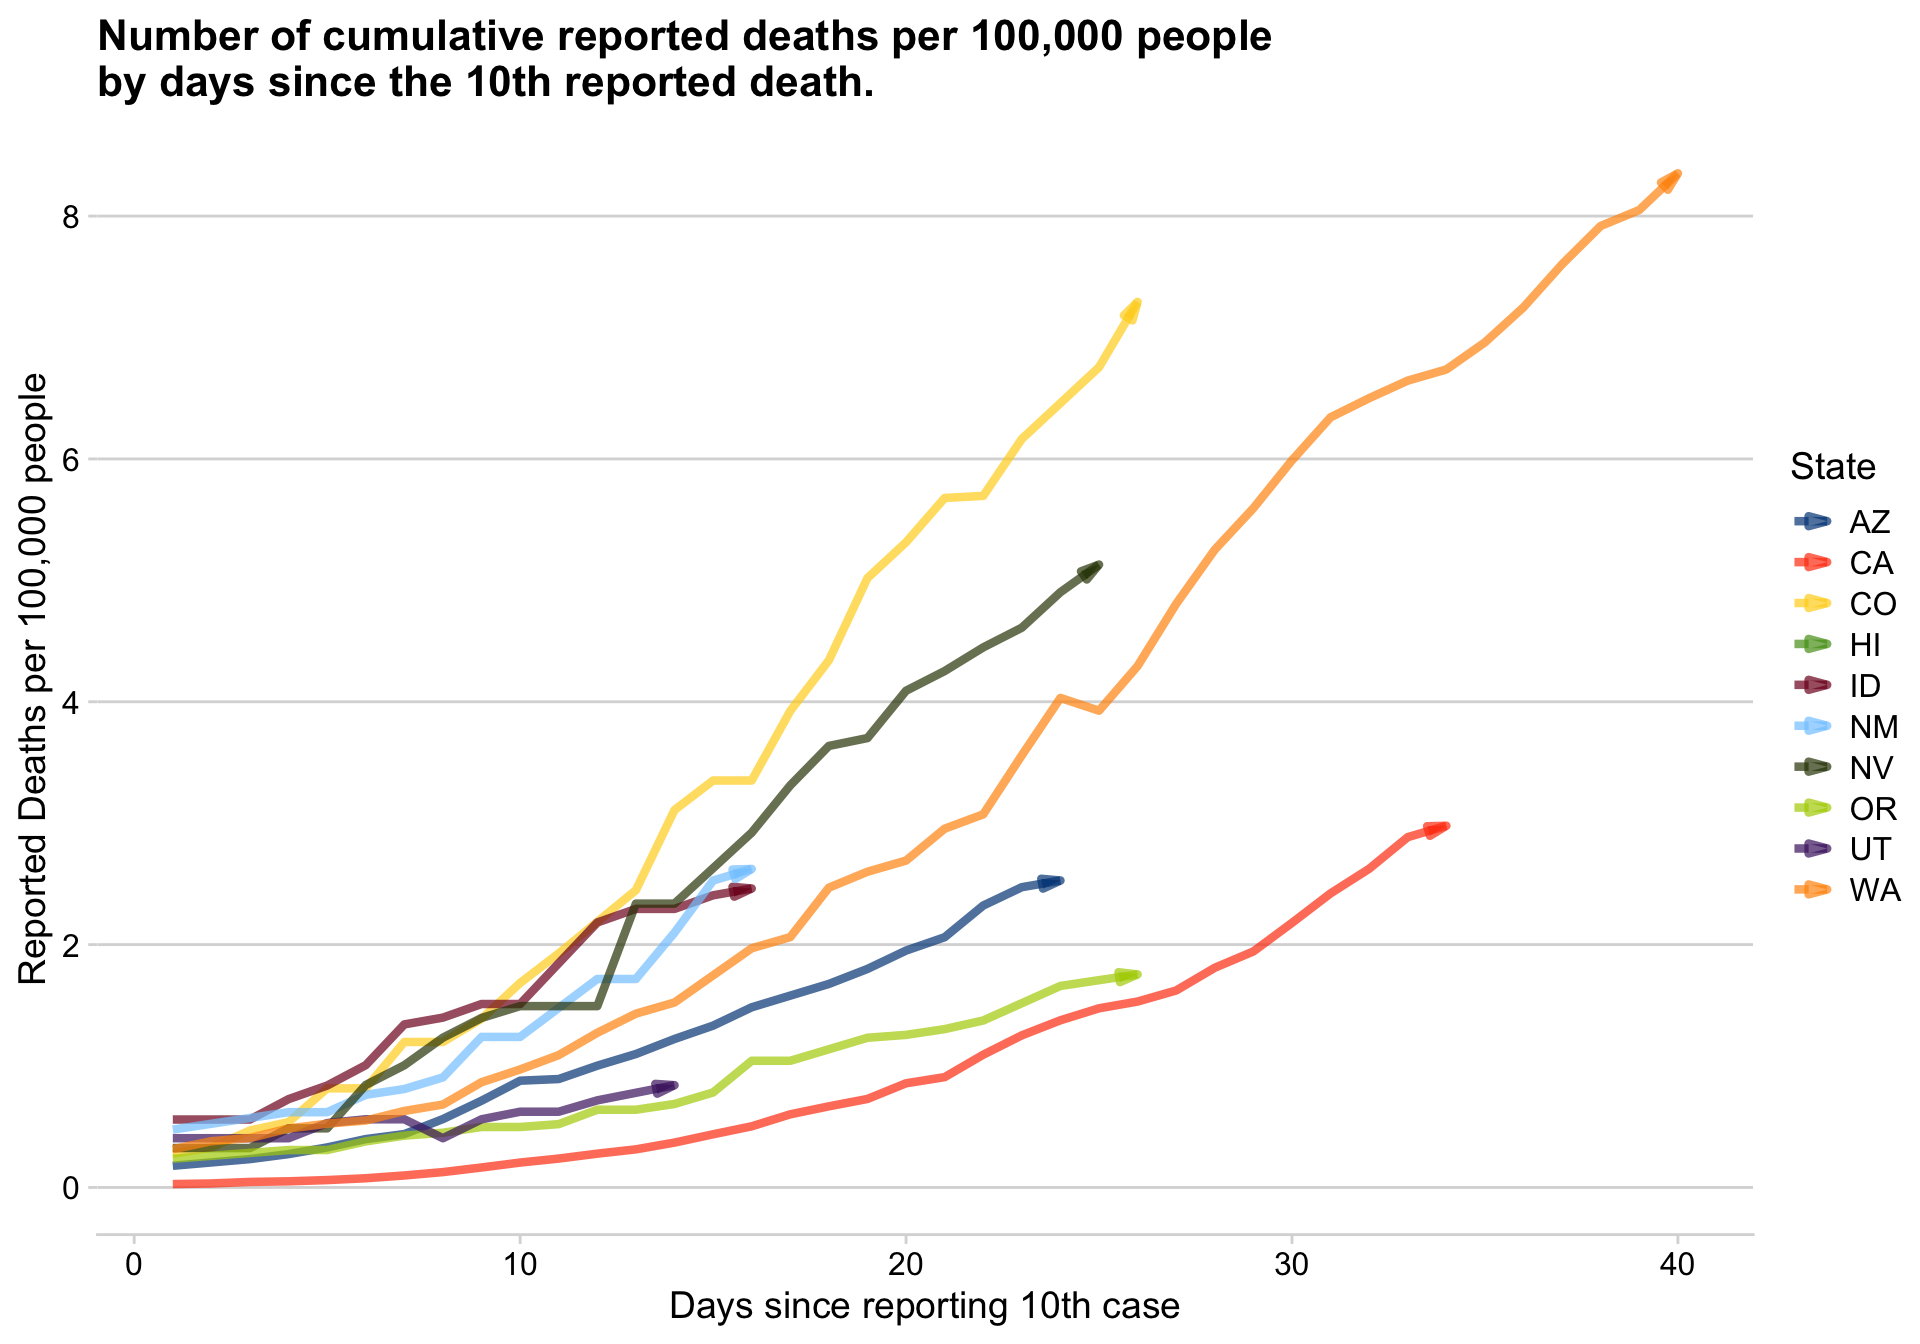 Number of cumulative reported deaths per 100,000 people
by days since the 10th reported death.
Reported Deaths per 100,000 people
8
6
4
2
0
0 10 20 30 40
Days since reporting 10th case
State
AZ
CA
CO
HI
ID
NM
NV
OR
UT
WA